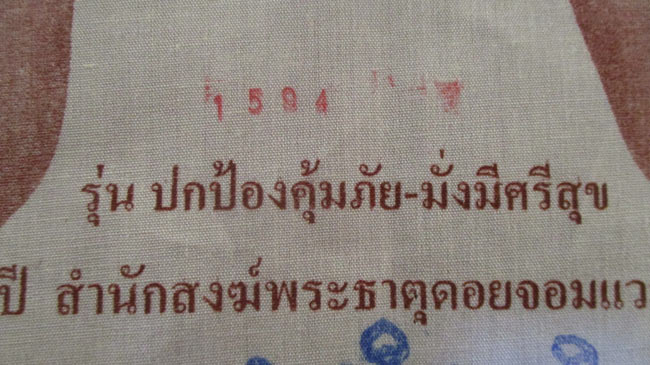 1594
รุ่น ปกป้องคุ้มภัย-มั่งมีศรีสุข
ปี สำนักสงฆ์พระธาตุดอยจอมแว